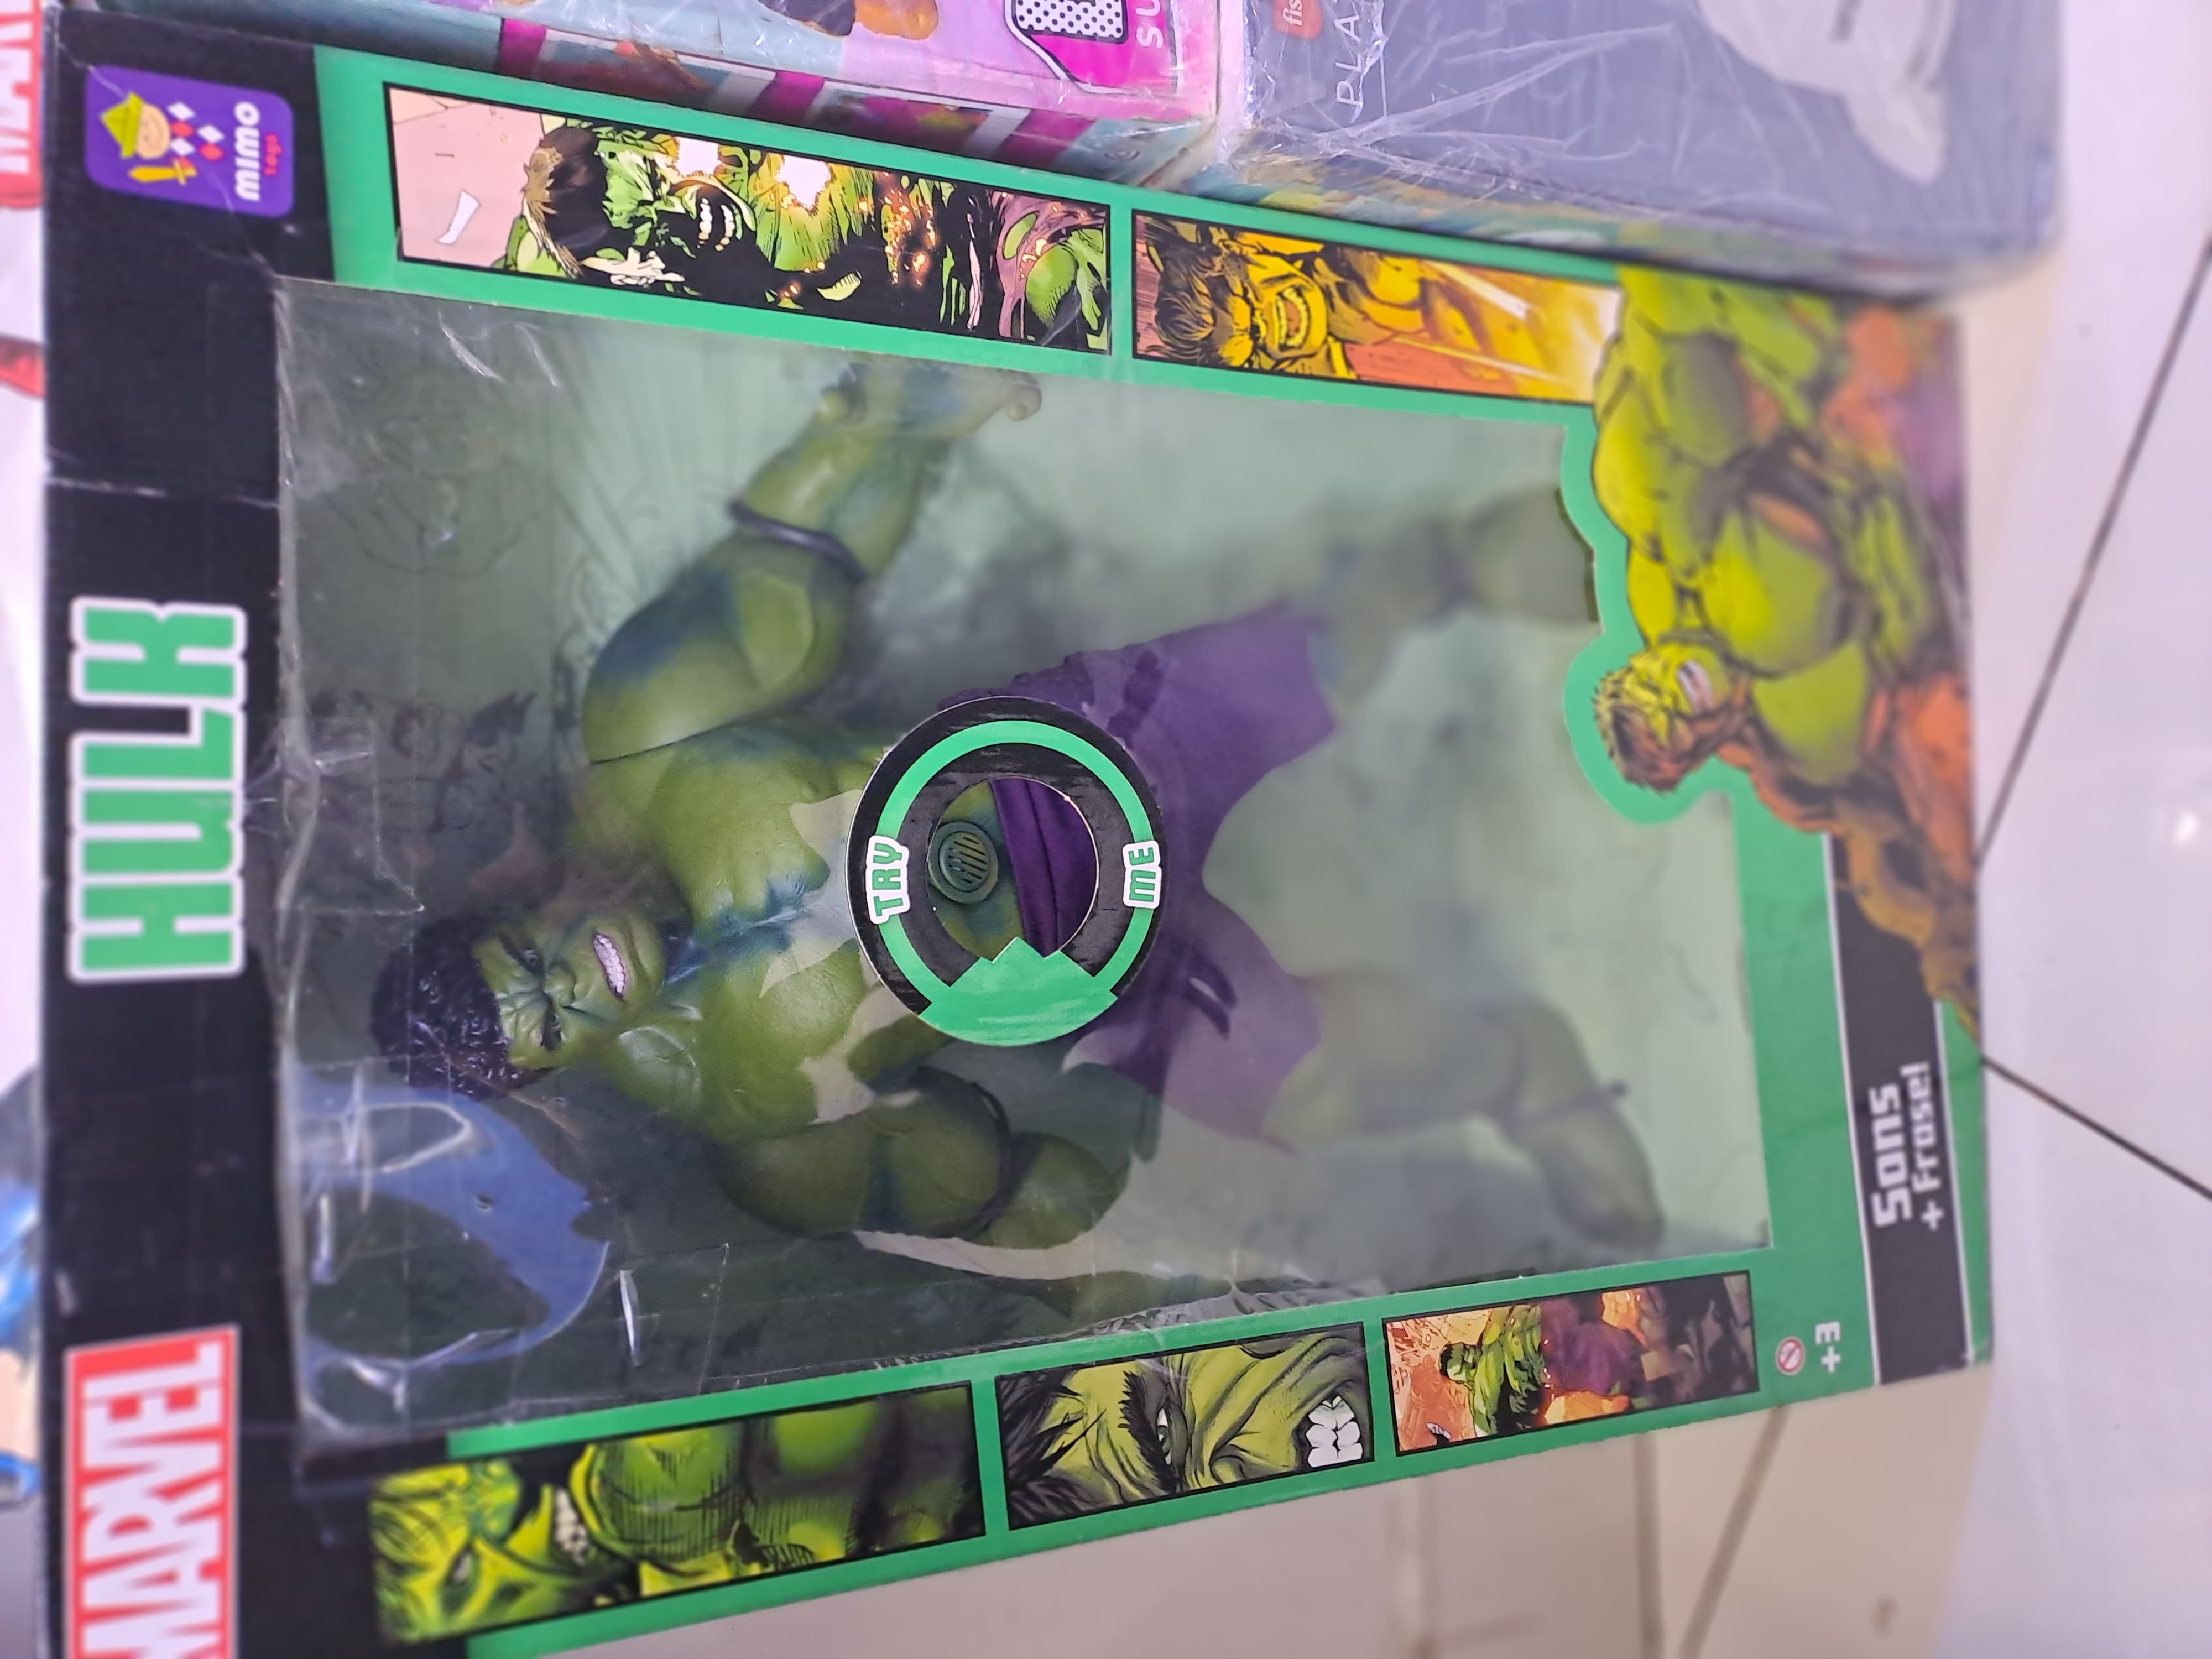 MARVEL
HULK
mimo
toys
TRY
ME
+3
Sons
+ Frase!